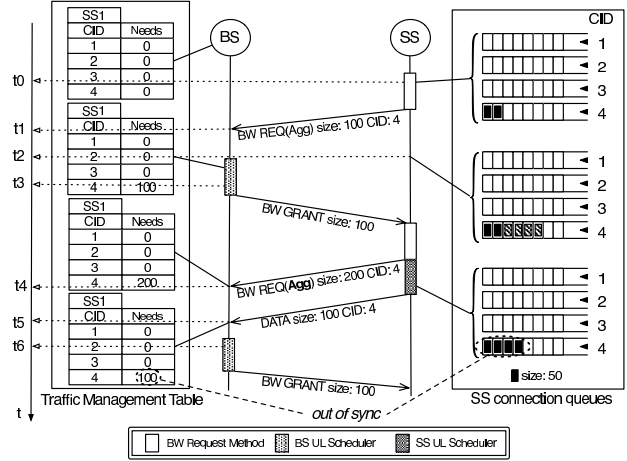 SS1
CID Needs
1 0
2 0
3 0
4 0
SS1
CID Needs
1 0
2 0
3 0
4 100
SS1
CID Needs
1 0
2 0
3 0
4 200
SS1
CID Needs
1 0
2 0
3 0
4 100
Traffic Management Table
t0
t1
t2
t3
t4
t5
t6
t
BS
SS
BW REQ(Agg) size: 100 CID: 4
BW GRANT size: 100
BW REQ(Agg) size: 200 CID: 4
DATA size: 100 CID: 4
BW GRANT size: 100
out of sync
CID
1
2
3
4
1
2
3
4
1
2
3
4
size: 50
SS connection queues
BW Request Method
BS UL Scheduler
SS UL Scheduler